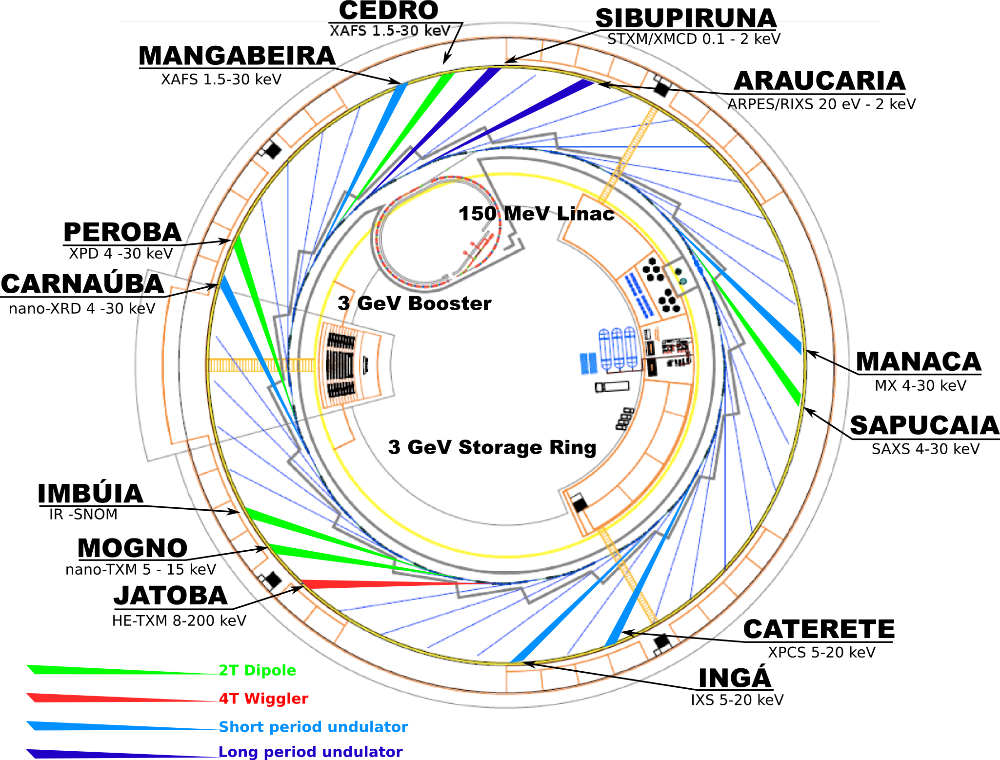 CEDRO
XAFS 1.5-30 keV
SIBUPIRUNA
STXM/XMCD 0.1 - 2 keV
MANGABEIRA
XAFS 1.5-30 keV
ARAUCARIA
ARPES/RIXS 20 eV - 2 keV
150 MeV Linac
PEROBA
XPD 4 -30 keV
CARNAÚBA
nano-XRD 4 -30 keV
3 GeV Booster
MANACA
MX 4-30 keV
SAPUCAIA
SAXS 4-30 keV
3 GeV Storage Ring
IMBÚIA
IR -SNOM
MOGNO
nano-TXM 5 - 15 keV
JATOBA
HE-TXM 8-200 keV
CATERETE
XPCS 5-20 keV
INGÁ
IXS 5-20 keV
2T Dipole
4T Wiggler
Short period undulator
Long period undulator